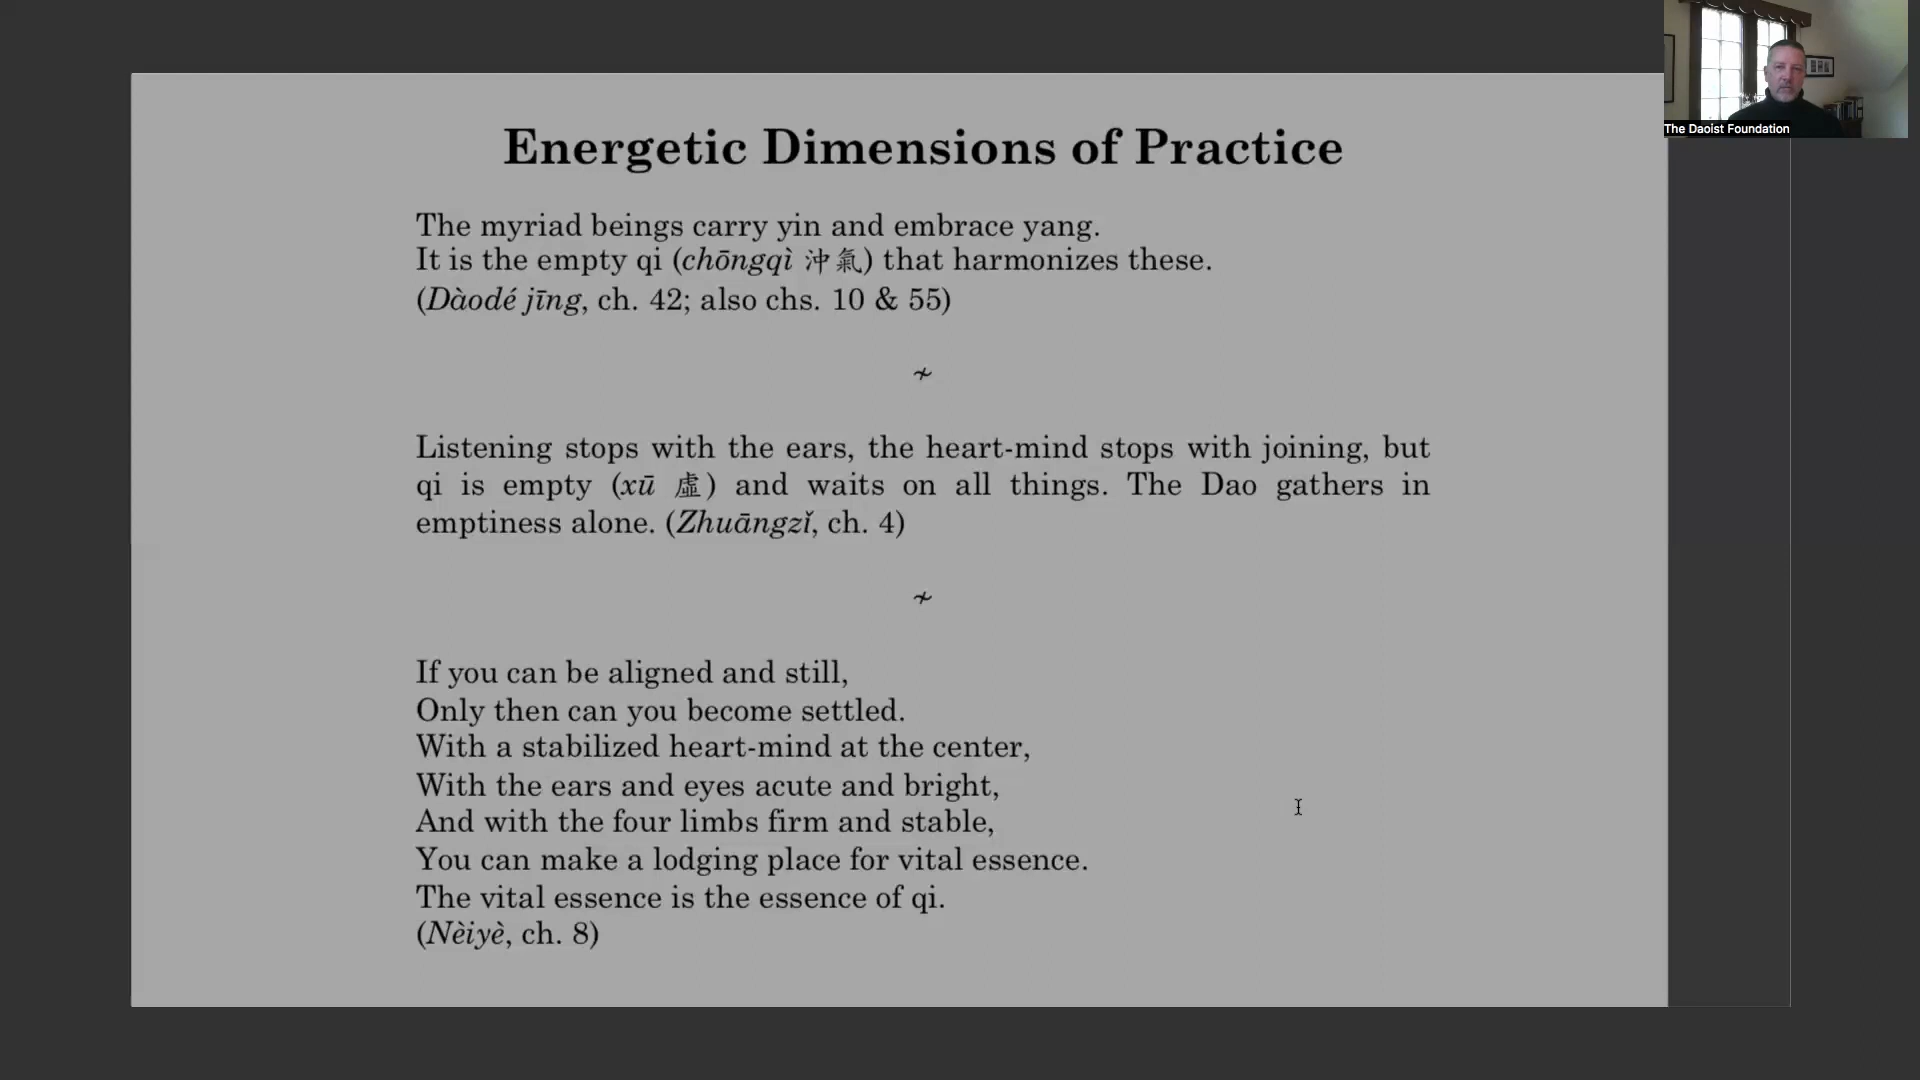 The Daoist Foundation
Energetic Dimensions of Practice
The myriad beings carry yin and embrace yang.
It is the empty qi (chōngqì 沖氣) that harmonizes these.
(Dàodé jīng, ch. 42; also chs. 10 & 55)
~
Listening stops with the ears, the heart-mind stops with joining, but
qi is empty (xū 虛) and waits on all things. The Dao gathers in
emptiness alone. (Zhuāngzǐ, ch. 4)
~
If you can be aligned and still,
Only then can you become settled.
With a stabilized heart-mind at the center,
With the ears and eyes acute and bright,
And with the four limbs firm and stable,
You can make a lodging place for vital essence.
The vital essence is the essence of qi.
(Nèiyè, ch. 8)